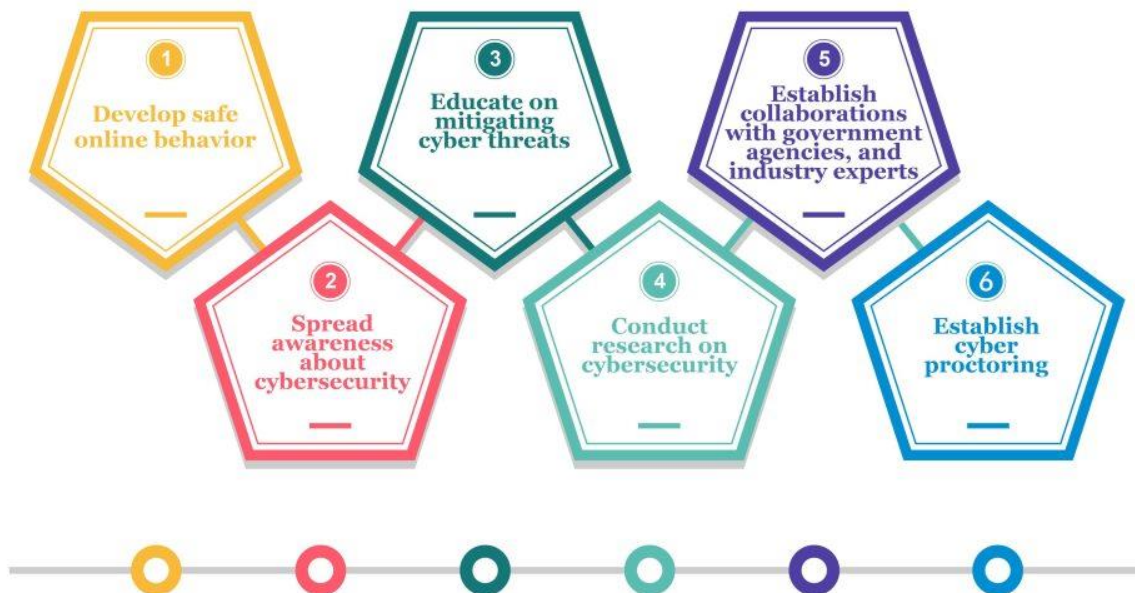 1
Develop safe
online behavior
2
Spread
awareness
about
cybersecurity
3
Educate on
mitigating
cyber threats
4
Conduct
research on
cybersecurity
5
Establish
collaborations
with government
agencies, and
industry experts
6
Establish
cyber
proctoring